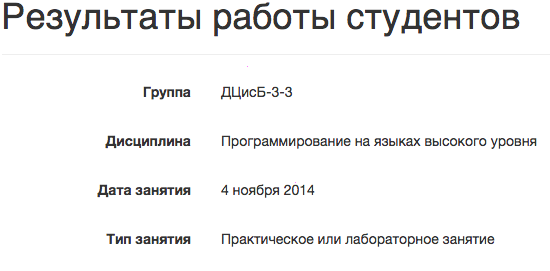 Результаты работы студентов
Группа ДЦисБ-3-3
Дисциплина Программирование на языках высокого уровня
Дата занятия 4 ноября 2014
Тип занятия Практическое или лабораторное занятие